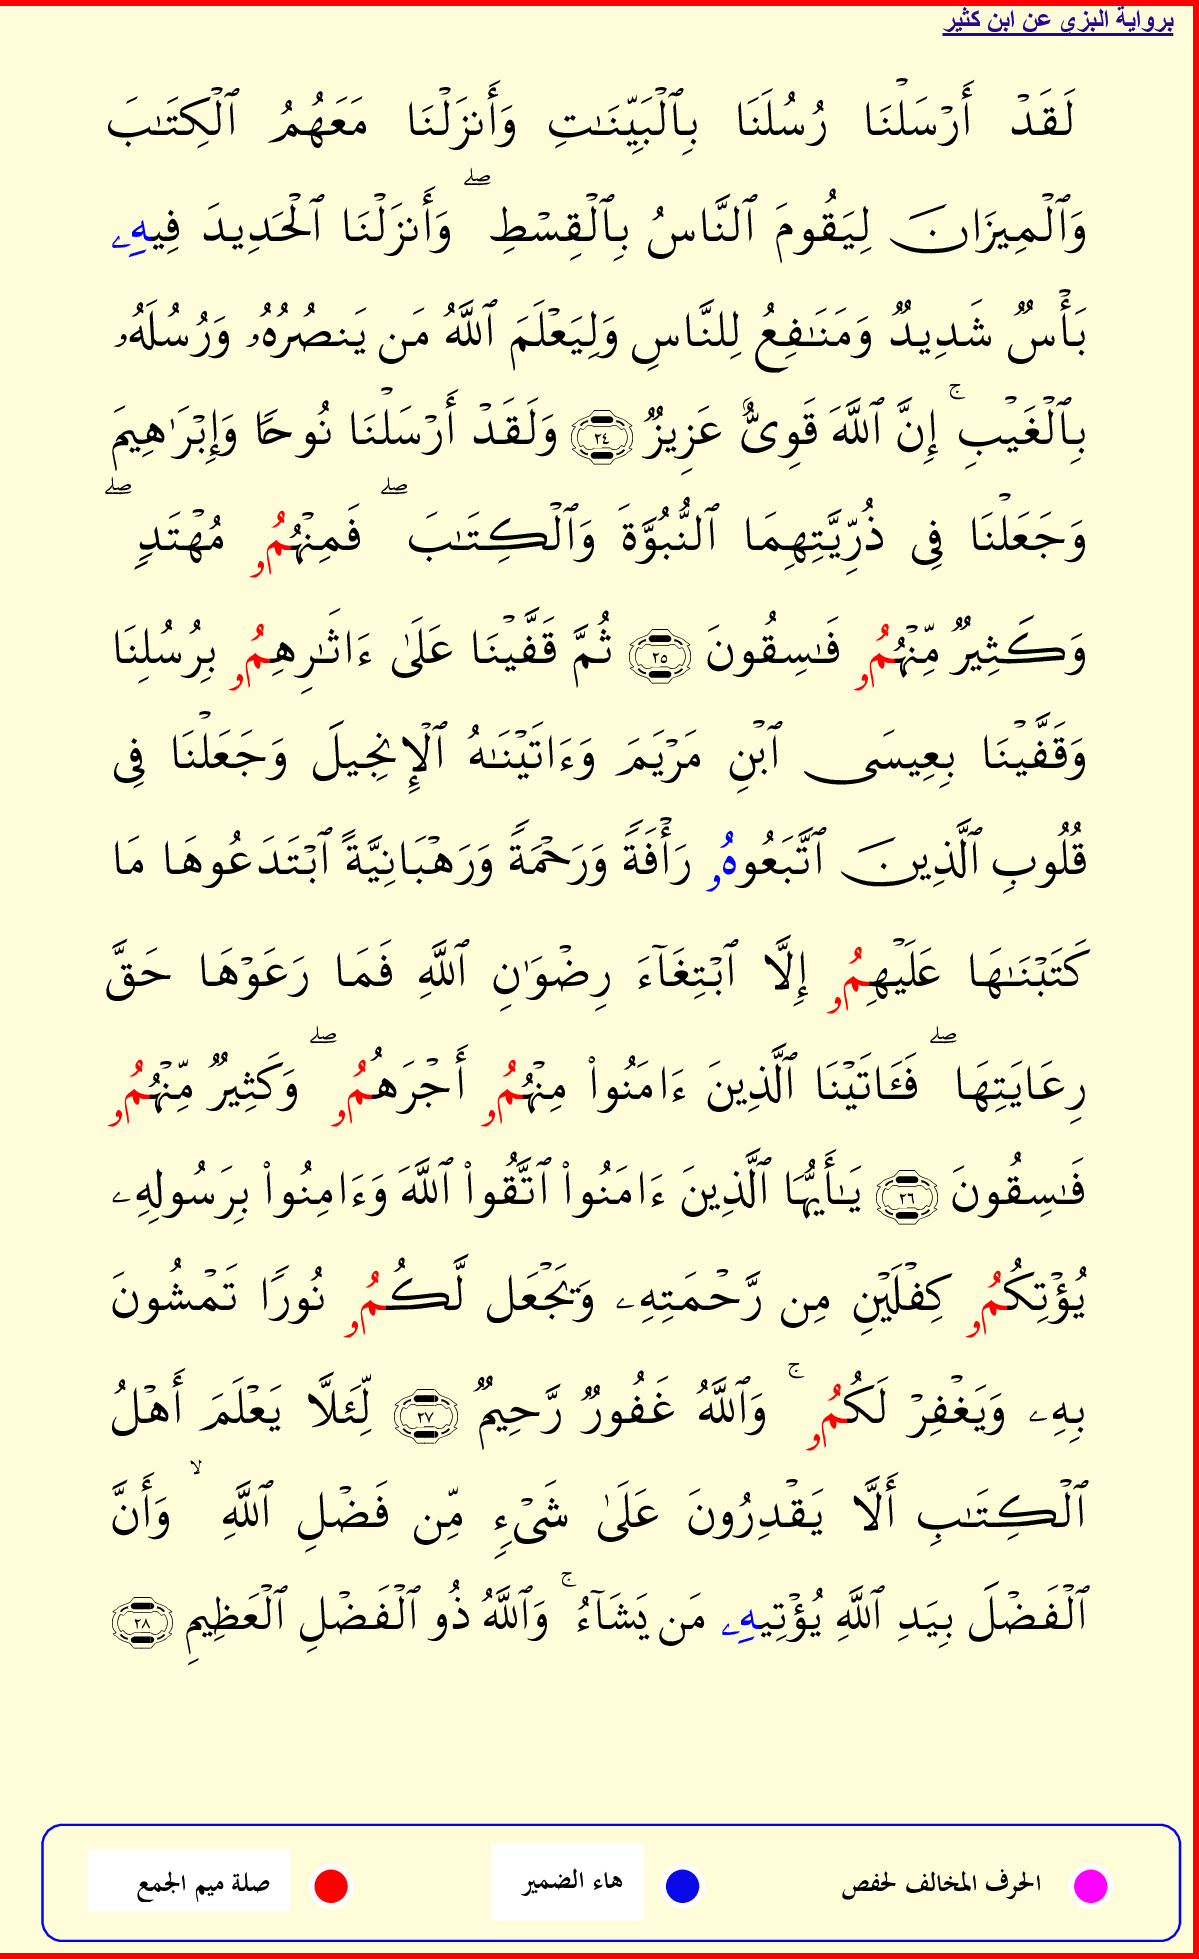 برواية البزي عن ابن كثير
لَقَدۡ أَرۡسَلۡنَا رُسُلَنَا بِٱلۡبَيِّنَٰتِ وَأَنزَلۡنَا مَعَهُمُ ٱلۡكِتَٰبَ
وَٱلۡمِيزَانَ لِيَقُومَ ٱلنَّاسُ بِٱلۡقِسۡطِۖ وَأَنزَلۡنَا ٱلۡحَدِيدَ فِيهِۦ
بَأۡسٞ شَدِيدٞ وَمَنَٰفِعُ لِلنَّاسِ وَلِيَعۡلَمَ ٱللَّهُ مَن يَنصُرُهُۥ وَرُسُلَهُۥ
بِٱلۡغَيۡبِۚ إِنَّ ٱللَّهَ قَوِيٌّ عَزِيزٞ ٢٤ وَلَقَدۡ أَرۡسَلۡنَا نُوحٗا وَإِبۡرَٰهِيمَ
وَجَعَلۡنَا فِي ذُرِّيَّتِهِمَا ٱلنُّبُوَّةَ وَٱلۡكِتَٰبَۖ فَمِنۡهُمُۥ مُهۡتَدٖۖ
وَكَثِيرٞ مِّنۡهُمُۥ فَٰسِقُونَ ٢٥ ثُمَّ قَفَّيۡنَا عَلَىٰ ءَاثَٰرِهِمُۥ بِرُسُلِنَا
وَقَفَّيۡنَا بِعِيسَى ٱبۡنِ مَرۡيَمَ وَءَاتَيۡنَٰهُ ٱلۡإِنجِيلَ وَجَعَلۡنَا فِي
قُلُوبِ ٱلَّذِينَ ٱتَّبَعُوهُۥ رَأۡفَةٗ وَرَحۡمَةٗ وَرَهۡبَانِيَّةً ٱبۡتَدَعُوهَا مَا
كَتَبۡنَٰهَا عَلَيۡهِمُۥ إِلَّا ٱبۡتِغَآءَ رِضۡوَٰنِ ٱللَّهِ فَمَا رَعَوۡهَا حَقَّ
رِعَايَتِهَاۖ فَـَٔاتَيۡنَا ٱلَّذِينَ ءَامَنُواْ مِنۡهُمُۥ أَجۡرَهُمُۥۖ وَكَثِيرٞ مِّنۡهُمُۥ
فَٰسِقُونَ ٢٦ يَٰٓأَيُّهَا ٱلَّذِينَ ءَامَنُواْ ٱتَّقُواْ ٱللَّهَ وَءَامِنُواْ بِرَسُولِهِۦ
يُؤۡتِكُمُۥ كِفۡلَيۡنِ مِن رَّحۡمَتِهِۦ وَيَجۡعَل لَّكُمُۥ نُورٗا تَمۡشُونَ
بِهِۦ وَيَغۡفِرۡ لَكُمُۥۚ وَٱللَّهُ غَفُورٞ رَّحِيمٞ ٢٧ لِّئَلَّا يَعۡلَمَ أَهۡلُ
ٱلۡكِتَٰبِ أَلَّا يَقۡدِرُونَ عَلَىٰ شَيۡءٖ مِّن فَضۡلِ ٱللَّهِۙ وَأَنَّ
ٱلۡفَضۡلَ بِيَدِ ٱللَّهِ يُؤۡتِيهِۦ مَن يَشَآءُۚ وَٱللَّهُ ذُو ٱلۡفَضۡلِ ٱلۡعَظِيمِ ٢٨
الحرف المخالف لحفص
هاء الضمير
صلة ميم الجمع